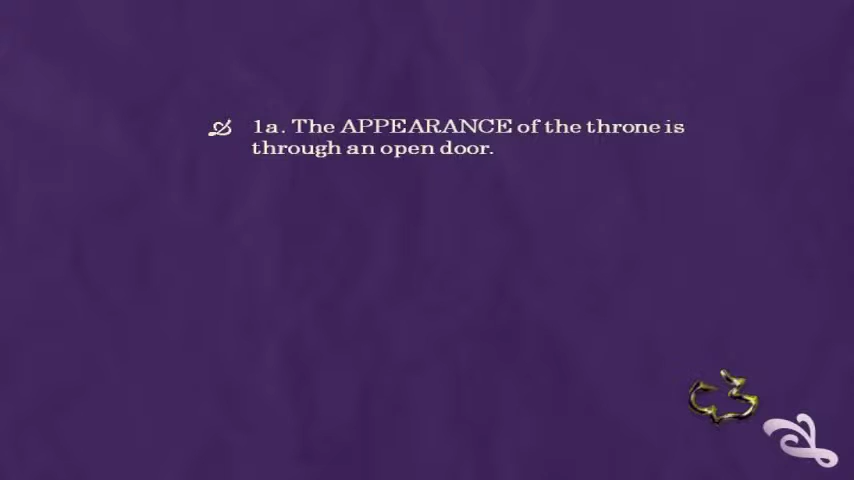 1a. The APPEARANCE of the throne is
through an open door.